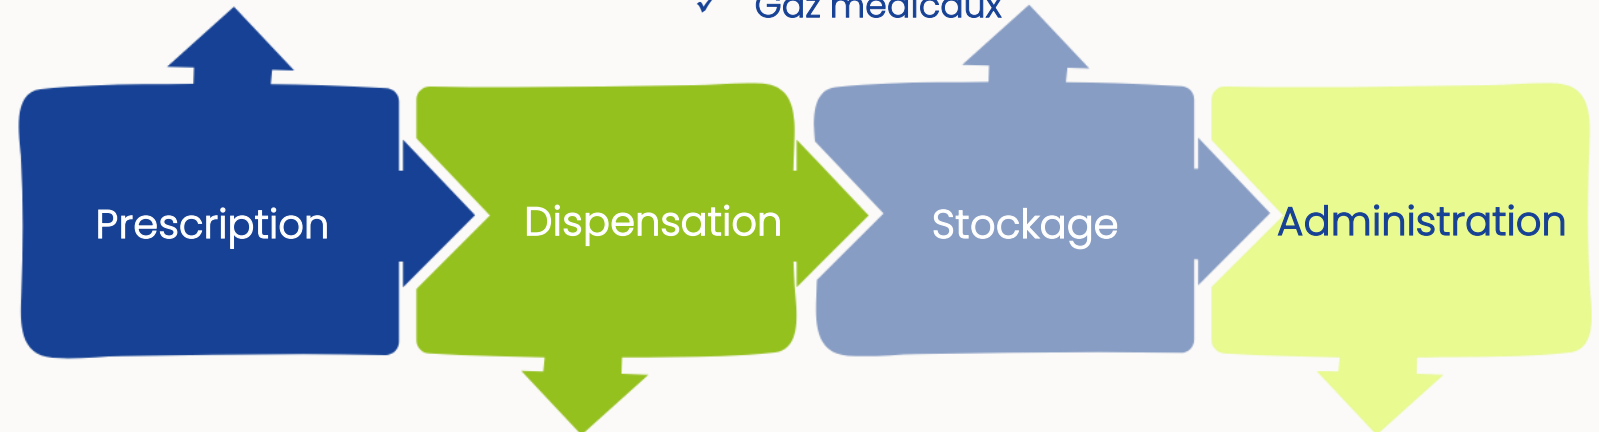 ✓ Gaz médicaux
Prescription
Dispensation
Stockage
Administration